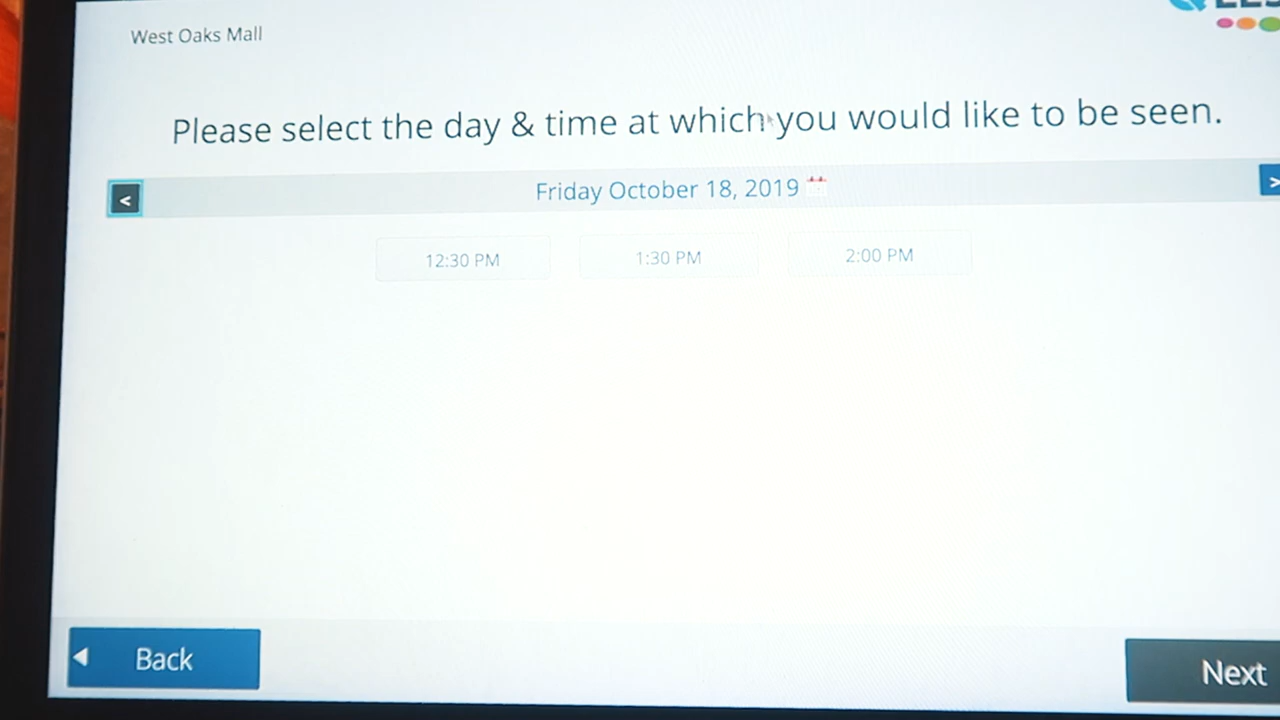 West Oaks Mall
Please select the day & time at which you would like to be seen.
<
Friday October 18, 2019
>
12:30 PM
1:30 PM
2:00 PM
Back
Next